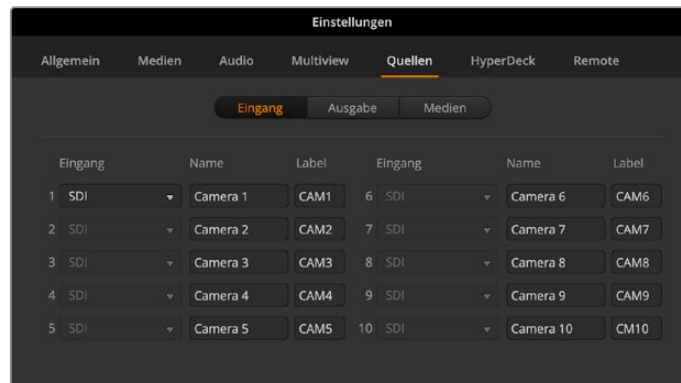 Einstellungen
Allgemein Medien Audio Multiview Quellen HyperDeck Remote
Eingang Ausgabe Medien
Eingang Name Label Eingang Name Label
1 SDI Camera 1 CAM1 6 SDI Camera 6 CAM6
2 SDI Camera 2 CAM2 7 SDI Camera 7 CAM7
3 SDI Camera 3 CAM3 8 SDI Camera 8 CAM8
4 SDI Camera 4 CAM4 9 SDI Camera 9 CAM9
5 SDI Camera 5 CAM5 10 SDI Camera 10 CM10